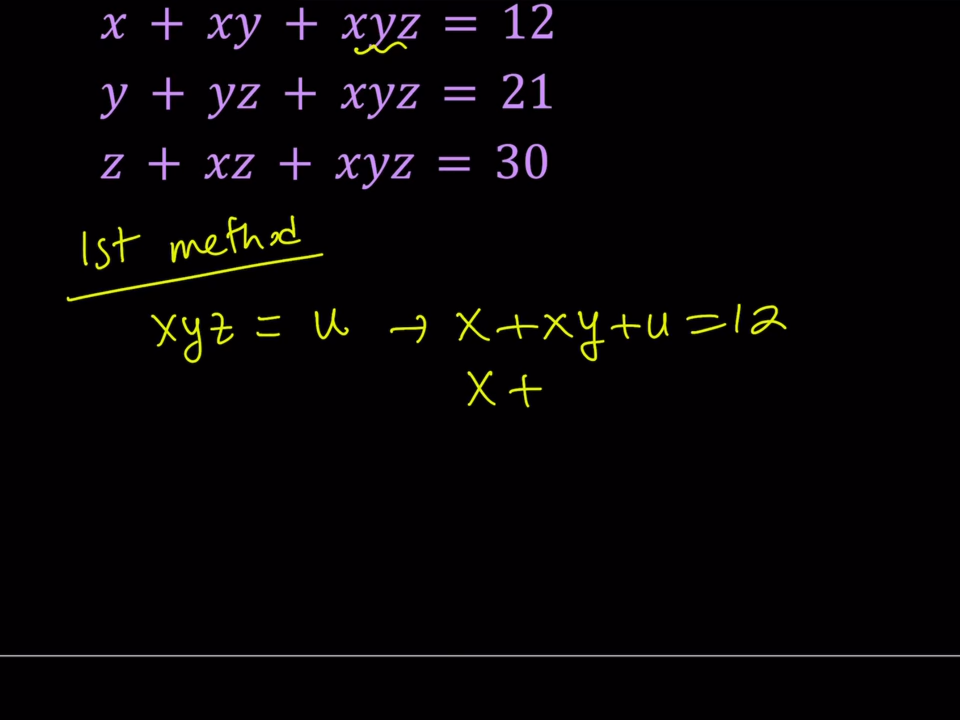 x + xy + xyz = 12
y + yz + xyz = 21
z + xz + xyz = 30
1st method
xyz = u → x + xy + u = 12
x +